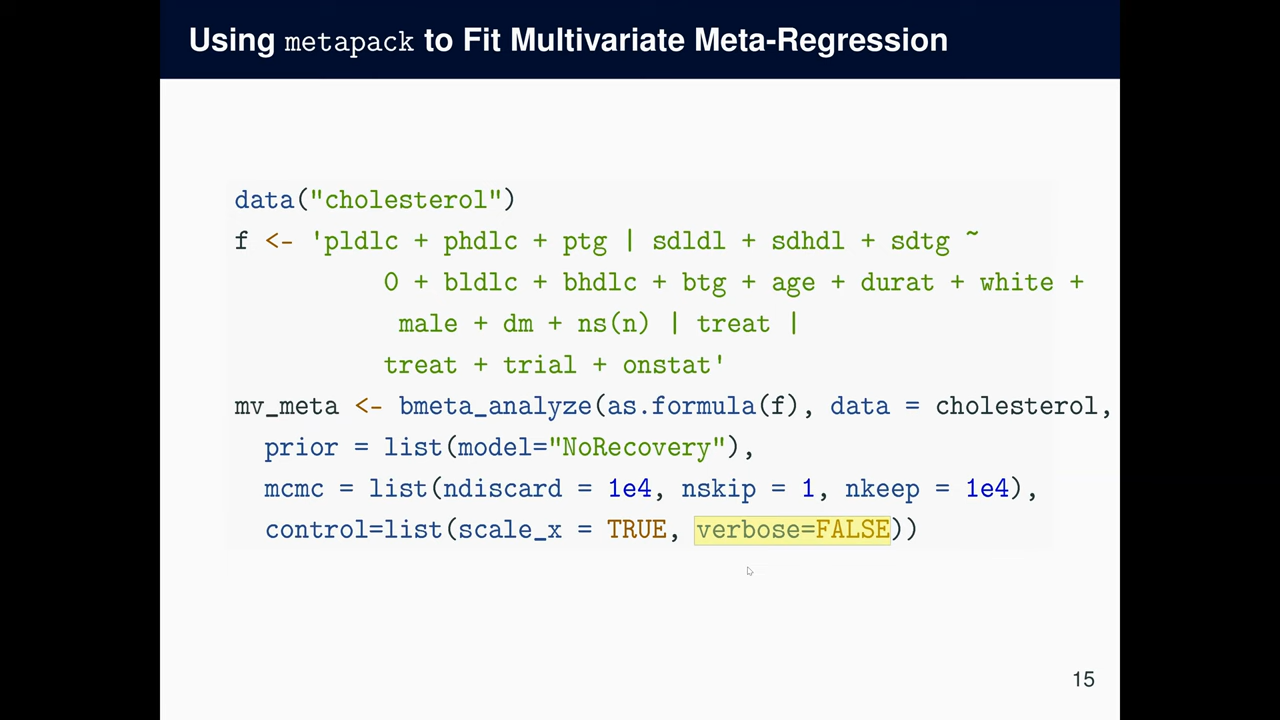 Using metapack to Fit Multivariate Meta-Regression
data("cholesterol")
f <- 'pldlc + phdlc + ptg | sdldl + sdhdl + sdtg ~
0 + bldlc + bhdlc + btg + age + durat + white +
male + dm + ns(n) | treat |
treat + trial + onstat'
mv_meta <- bmeta_analyze(as.formula(f), data = cholesterol,
prior = list(model="NoRecovery"),
mcmc = list(ndiscard = 1e4, nskip = 1, nkeep = 1e4),
control=list(scale_x = TRUE, verbose=FALSE))
15